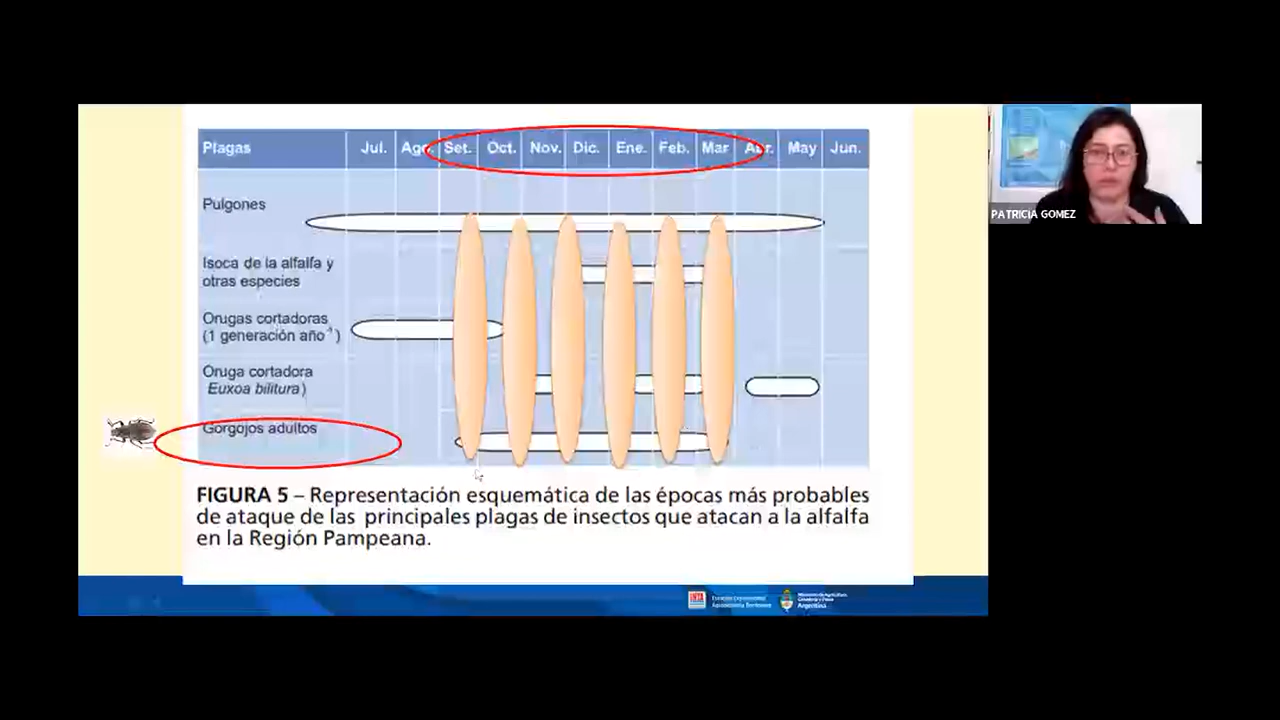 Plagas Jul. Ago. Set. Oct. Nov. Dic. Ene. Feb. Mar Abr. May Jun.
PATRICIA GOMEZ
Pulgones
Isoca de la alfalfa y
otras especies
Orugas cortadoras
(1 generación año⁻¹)
Oruga cortadora
Euxoa bilitura)
Gorgojos adultos
FIGURA 5 – Representación esquemática de las épocas más probables
de ataque de las principales plagas de insectos que atacan a la alfalfa
en la Región Pampeana.
INTA
Argentina